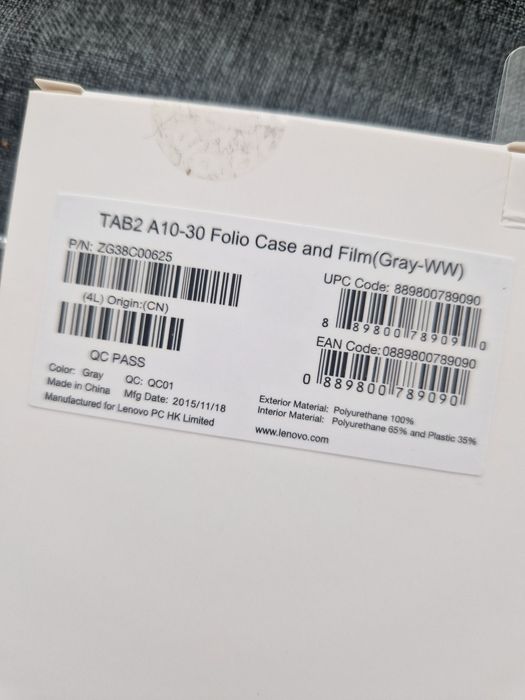 TAB2 A10-30 Folio Case and Film(Gray-WW)
P/N: ZG38C00625
(4L) Origin:(CN)
QC PASS
Color: Gray QC: QC01
Made in China Mfg Date: 2015/11/18
Manufactured for Lenovo PC HK Limited
UPC Code: 889800789090
8 89800 78909 0
EAN Code:0889800789090
0 889800 789090
Exterior Material: Polyurethane 100%
Interior Material: Polyurethane 65% and Plastic 35%
www.lenovo.com